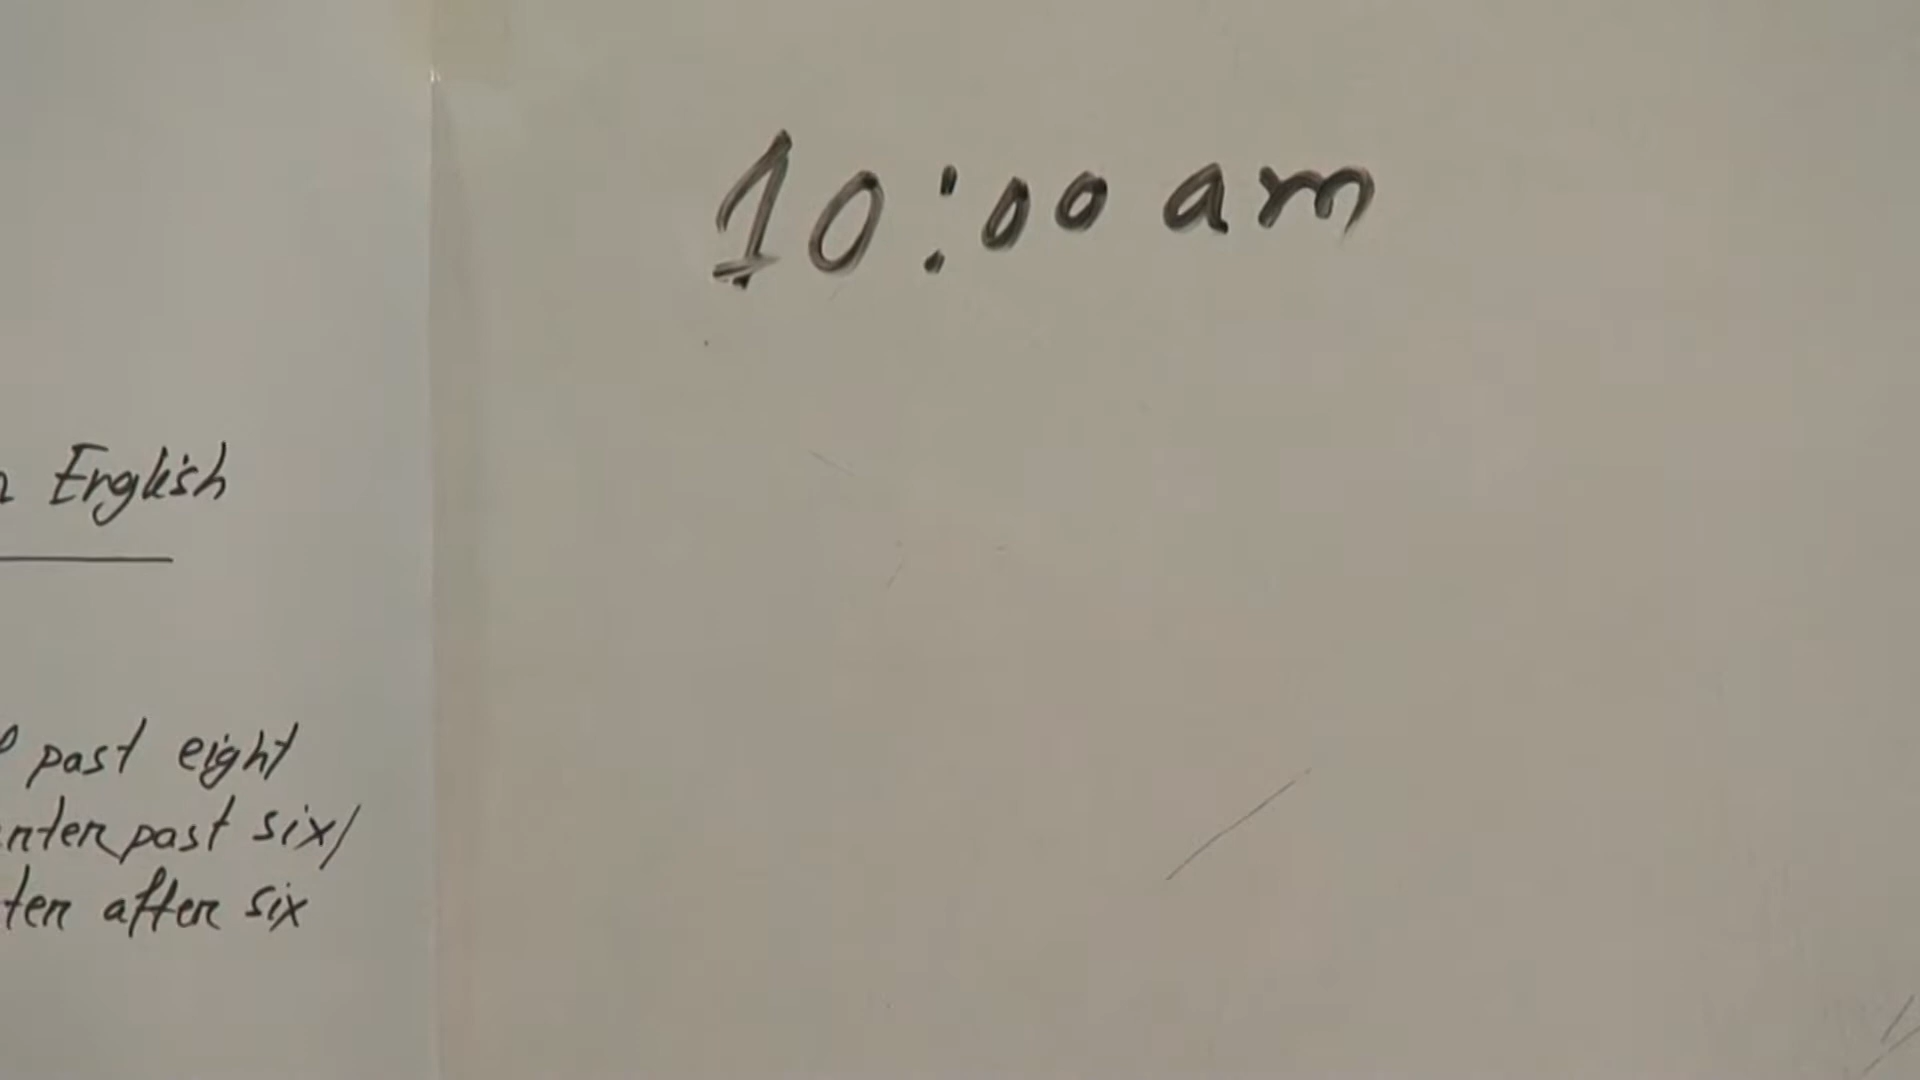 10:00 am
English
past eight
past six/
after six